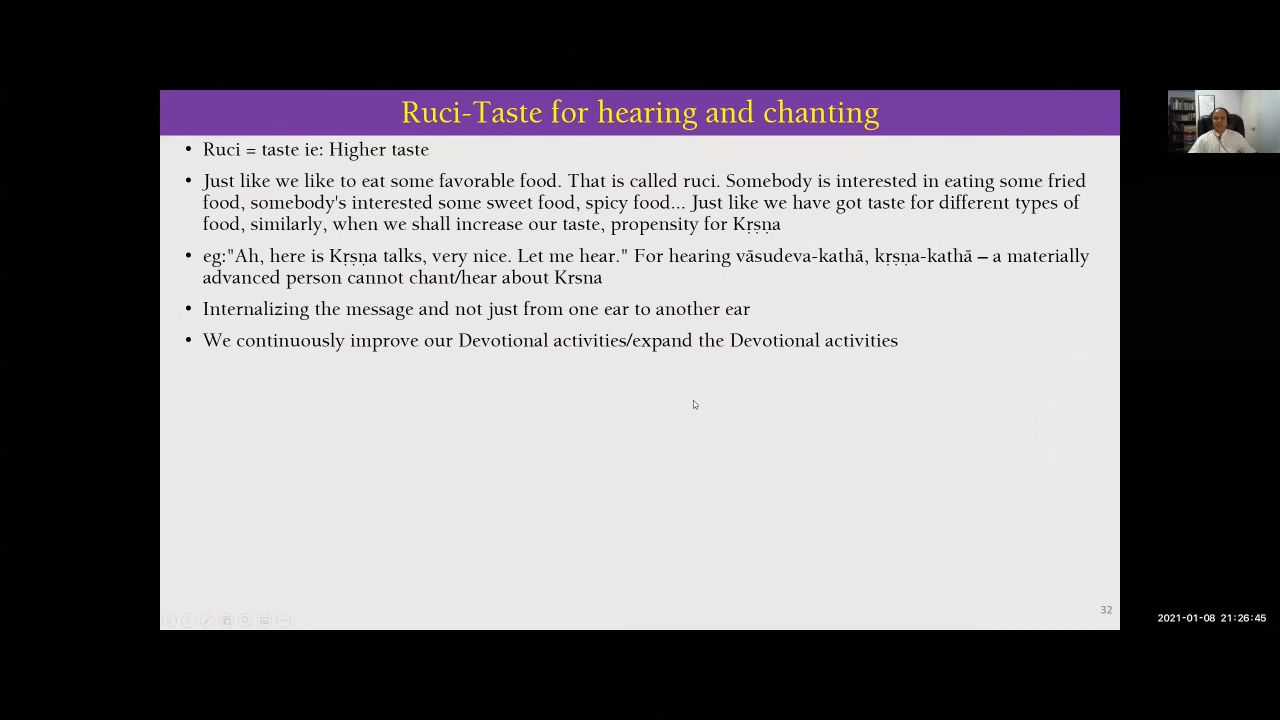 Ruci-Taste for hearing and chanting
• Ruci = taste ie: Higher taste
• Just like we like to eat some favorable food. That is called ruci. Somebody is interested in eating some fried
food, somebody's interested some sweet food, spicy food... Just like we have got taste for different types of
food, similarly, when we shall increase our taste, propensity for Kṛṣṇa
• eg:"Ah, here is Kṛṣṇa talks, very nice. Let me hear." For hearing vāsudeva-kathā, kṛṣṇa-kathā – a materially
advanced person cannot chant/hear about Krsna
• Internalizing the message and not just from one ear to another ear
• We continuously improve our Devotional activities/expand the Devotional activities
32
2021-01-08 21:26:45